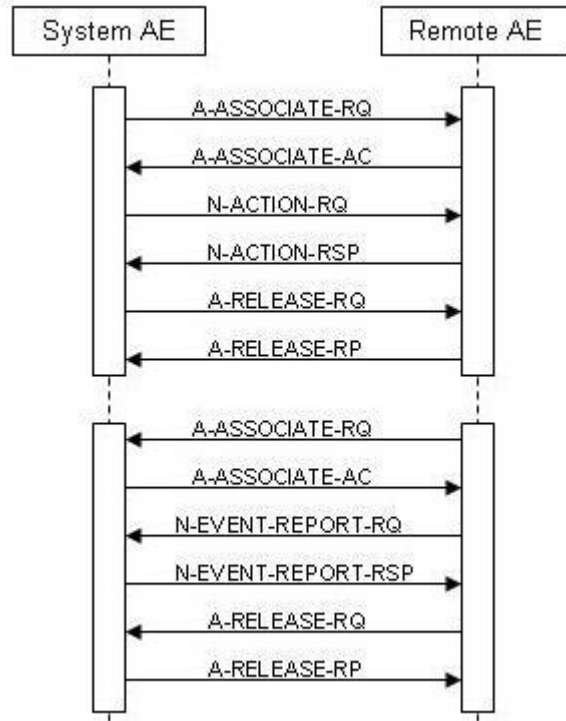 System AE
Remote AE
A-ASSOCIATE-RQ
A-ASSOCIATE-AC
N-ACTION-RQ
N-ACTION-RSP
A-RELEASE-RQ
A-RELEASE-RP
A-ASSOCIATE-RQ
A-ASSOCIATE-AC
N-EVENT-REPORT-RQ
N-EVENT-REPORT-RSP
A-RELEASE-RQ
A-RELEASE-RP